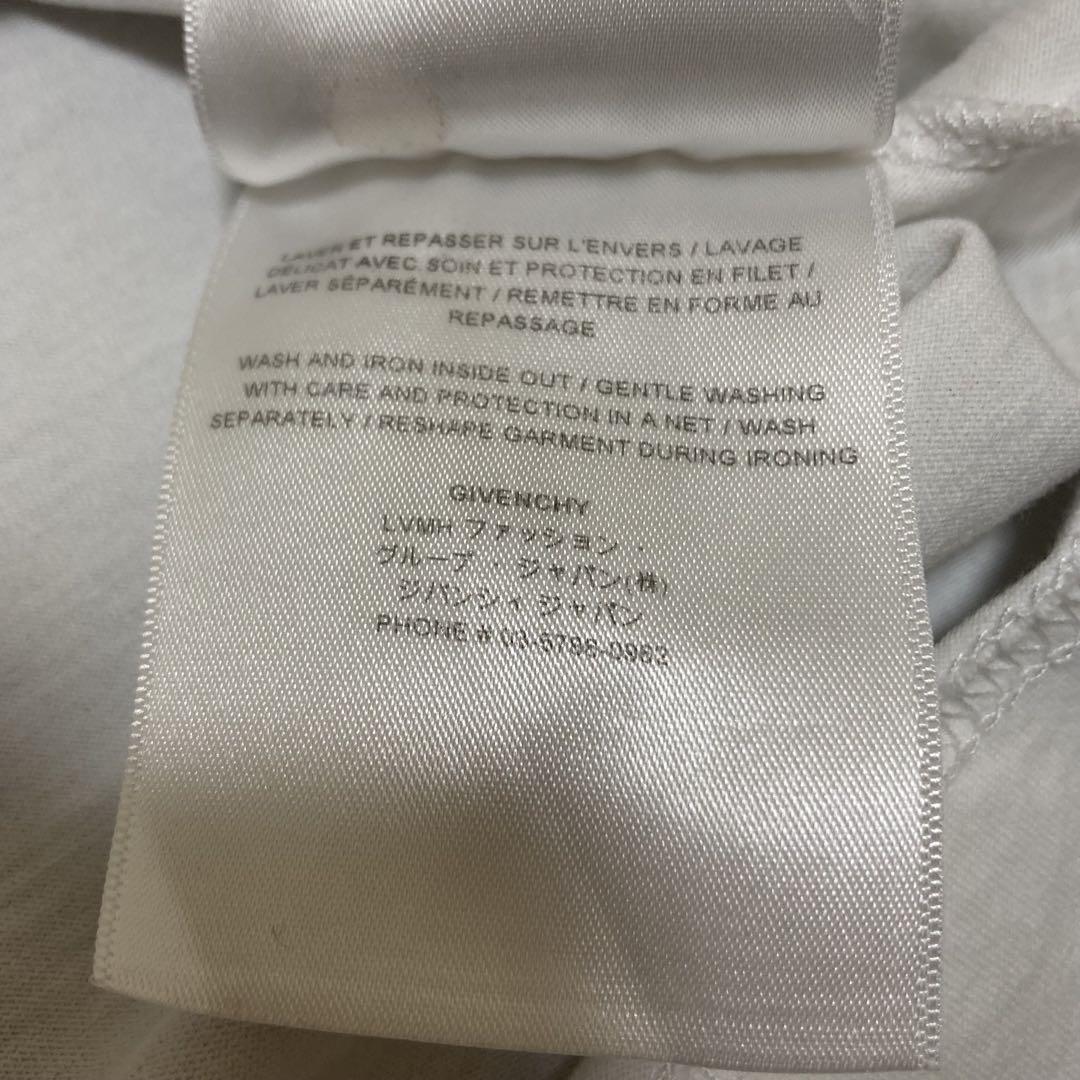 LAVER ET REPASSER SUR L'ENVERS / LAVAGE
DÉLICAT AVEC SOIN ET PROTECTION EN FILET /
LAVER SÉPARÉMENT / REMETTRE EN FORME AU
REPASSAGE
WASH AND IRON INSIDE OUT / GENTLE WASHING
WITH CARE AND PROTECTION IN A NET / WASH
SEPARATELY / RESHAPE GARMENT DURING IRONING
GIVENCHY
LVMH ファッション・
グループ・ジャパン(株)
ジバンシィ ジャパン
PHONE # 03-5786-0962